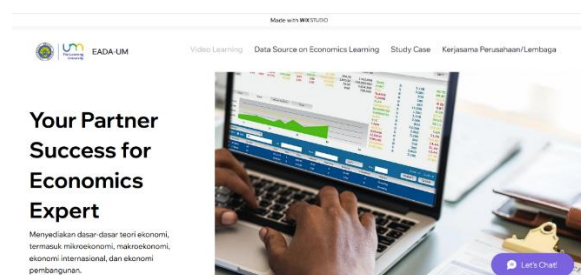 Made with WIX STUDIO
EADA-UM
Video Learning Data Source on Economics Learning Study Case Kerjasama Perusahaan/Lembaga
Your Partner
Success for
Economics
Expert
Menyediakan dasar-dasar teori ekonomi,
termasuk mikroekonomi, makroekonomi,
ekonomi internasional, dan ekonomi
pembangunan.
Let's Chat!